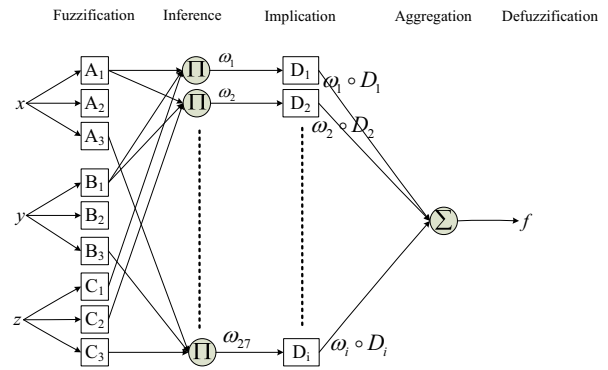 Fuzzification Inference Implication Aggregation Defuzzification
A1 Π ω1 D1 ω1 ∘ D1
x A2 Π ω2 D2 ω2 ∘ D2
A3
B1
y B2 Σ f
B3
C1
z C2
C3 Π ω27 Di ωi ∘ Di